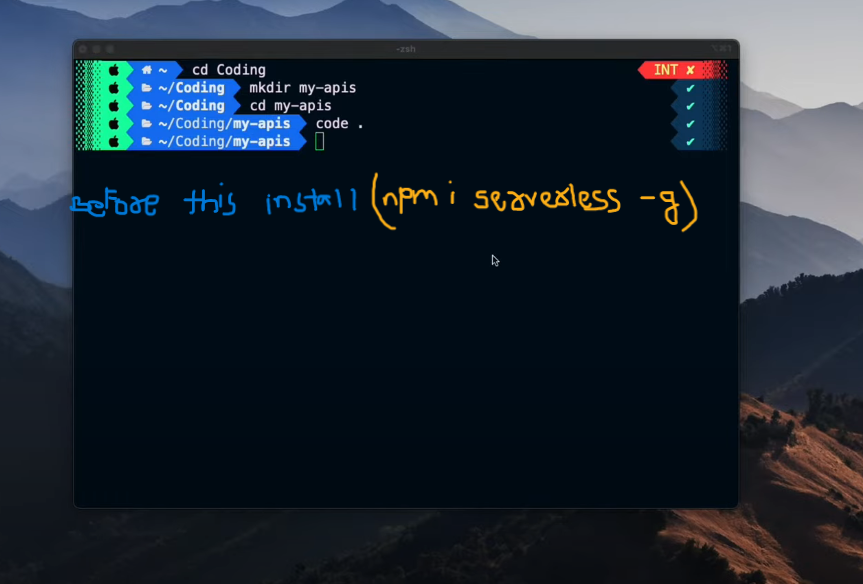 -zsh
~ cd Coding INT ✘
~/Coding mkdir my-apis ✔
~/Coding cd my-apis ✔
~/Coding/my-apis code . ✔
~/Coding/my-apis ✔
Before this install (npm i serverless -g)